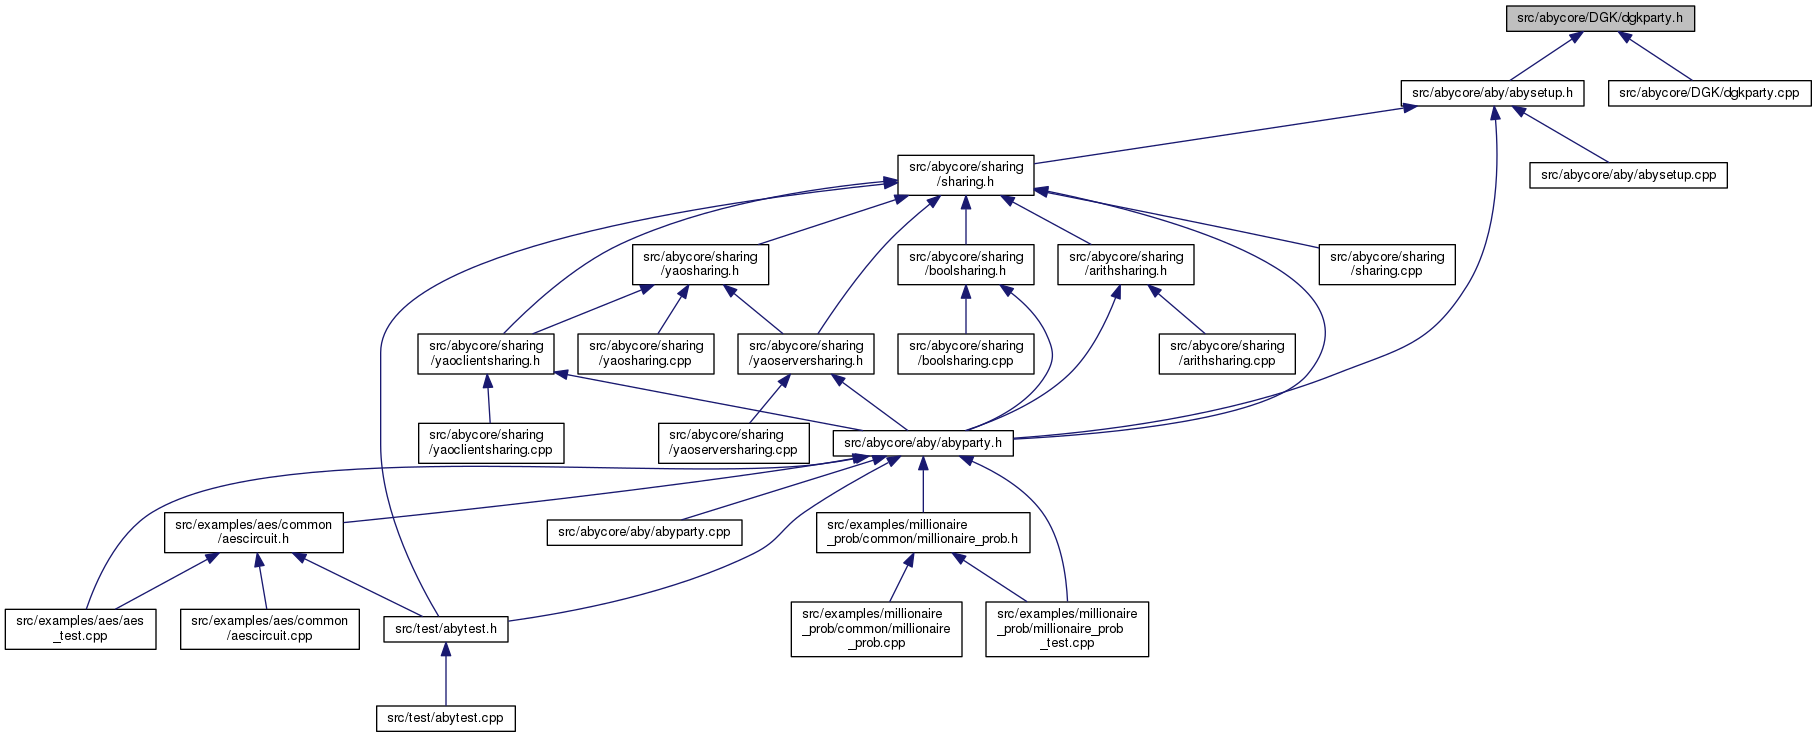 src/abycore/DGK/dgkparty.h
src/abycore/aby/abysetup.h
src/abycore/DGK/dgkparty.cpp
src/abycore/sharing
/sharing.h
src/abycore/aby/abysetup.cpp
src/abycore/sharing
/yaosharing.h
src/abycore/sharing
/boolsharing.h
src/abycore/sharing
/arithsharing.h
src/abycore/sharing
/sharing.cpp
src/abycore/sharing
/yaoclientsharing.h
src/abycore/sharing
/yaosharing.cpp
src/abycore/sharing
/yaoserversharing.h
src/abycore/sharing
/boolsharing.cpp
src/abycore/sharing
/arithsharing.cpp
src/abycore/sharing
/yaoclientsharing.cpp
src/abycore/sharing
/yaoserversharing.cpp
src/abycore/aby/abyparty.h
src/examples/aes/common
/aescircuit.h
src/abycore/aby/abyparty.cpp
src/examples/millionaire
_prob/common/millionaire_prob.h
src/examples/aes/aes
_test.cpp
src/examples/aes/common
/aescircuit.cpp
src/test/abytest.h
src/examples/millionaire
_prob/common/millionaire
_prob.cpp
src/examples/millionaire
_prob/millionaire_prob
_test.cpp
src/test/abytest.cpp